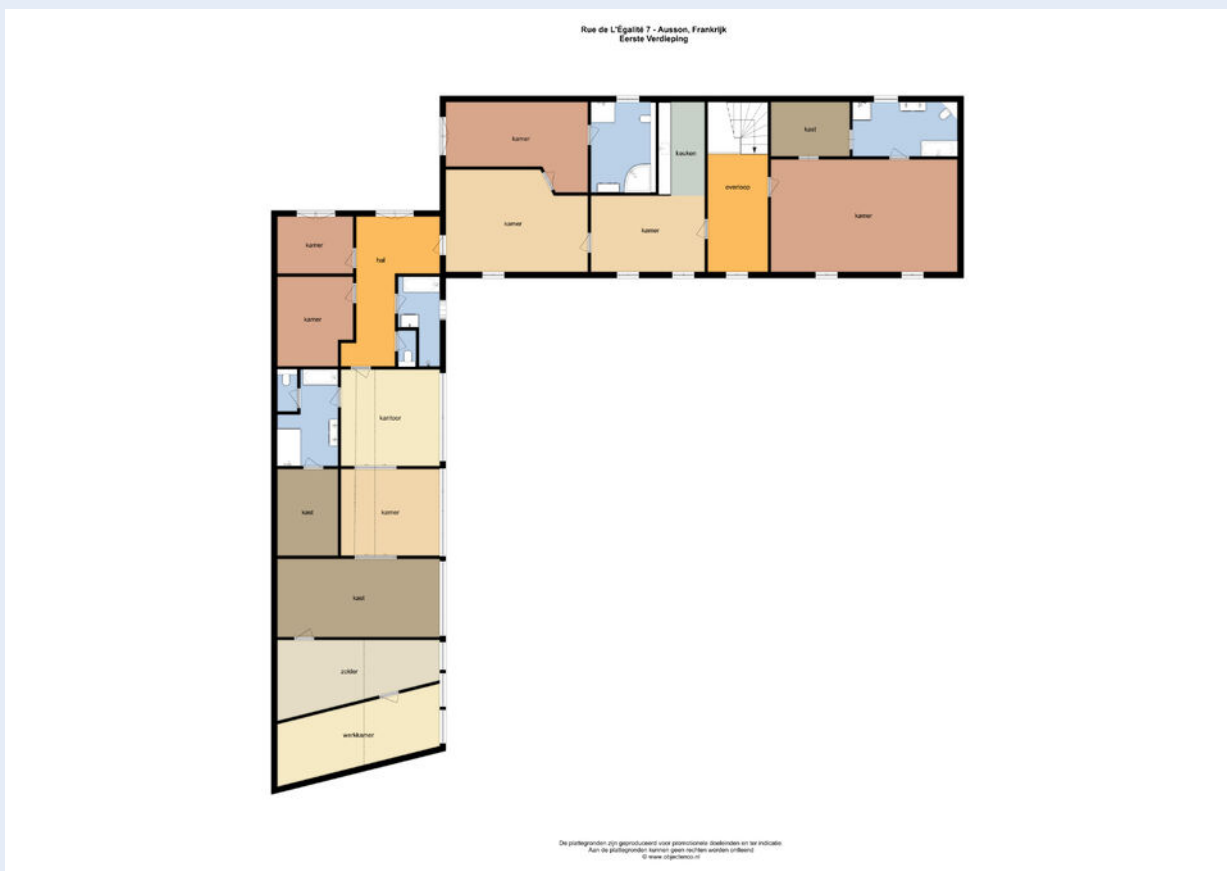 Rue de L'Égalité 7 - Ausson, Frankrijk
Eerste Verdieping
kamer
kast
keuken
overloop
kamer
kamer
kamer
kamer
hal
kamer
kantoor
kast
kamer
kast
zolder
werkkamer
De plattegronden zijn geproduceerd voor promotionele doeleinden en ter indicatie.
Aan de plattegronden kunnen geen rechten worden ontleend
© www.objectenco.nl